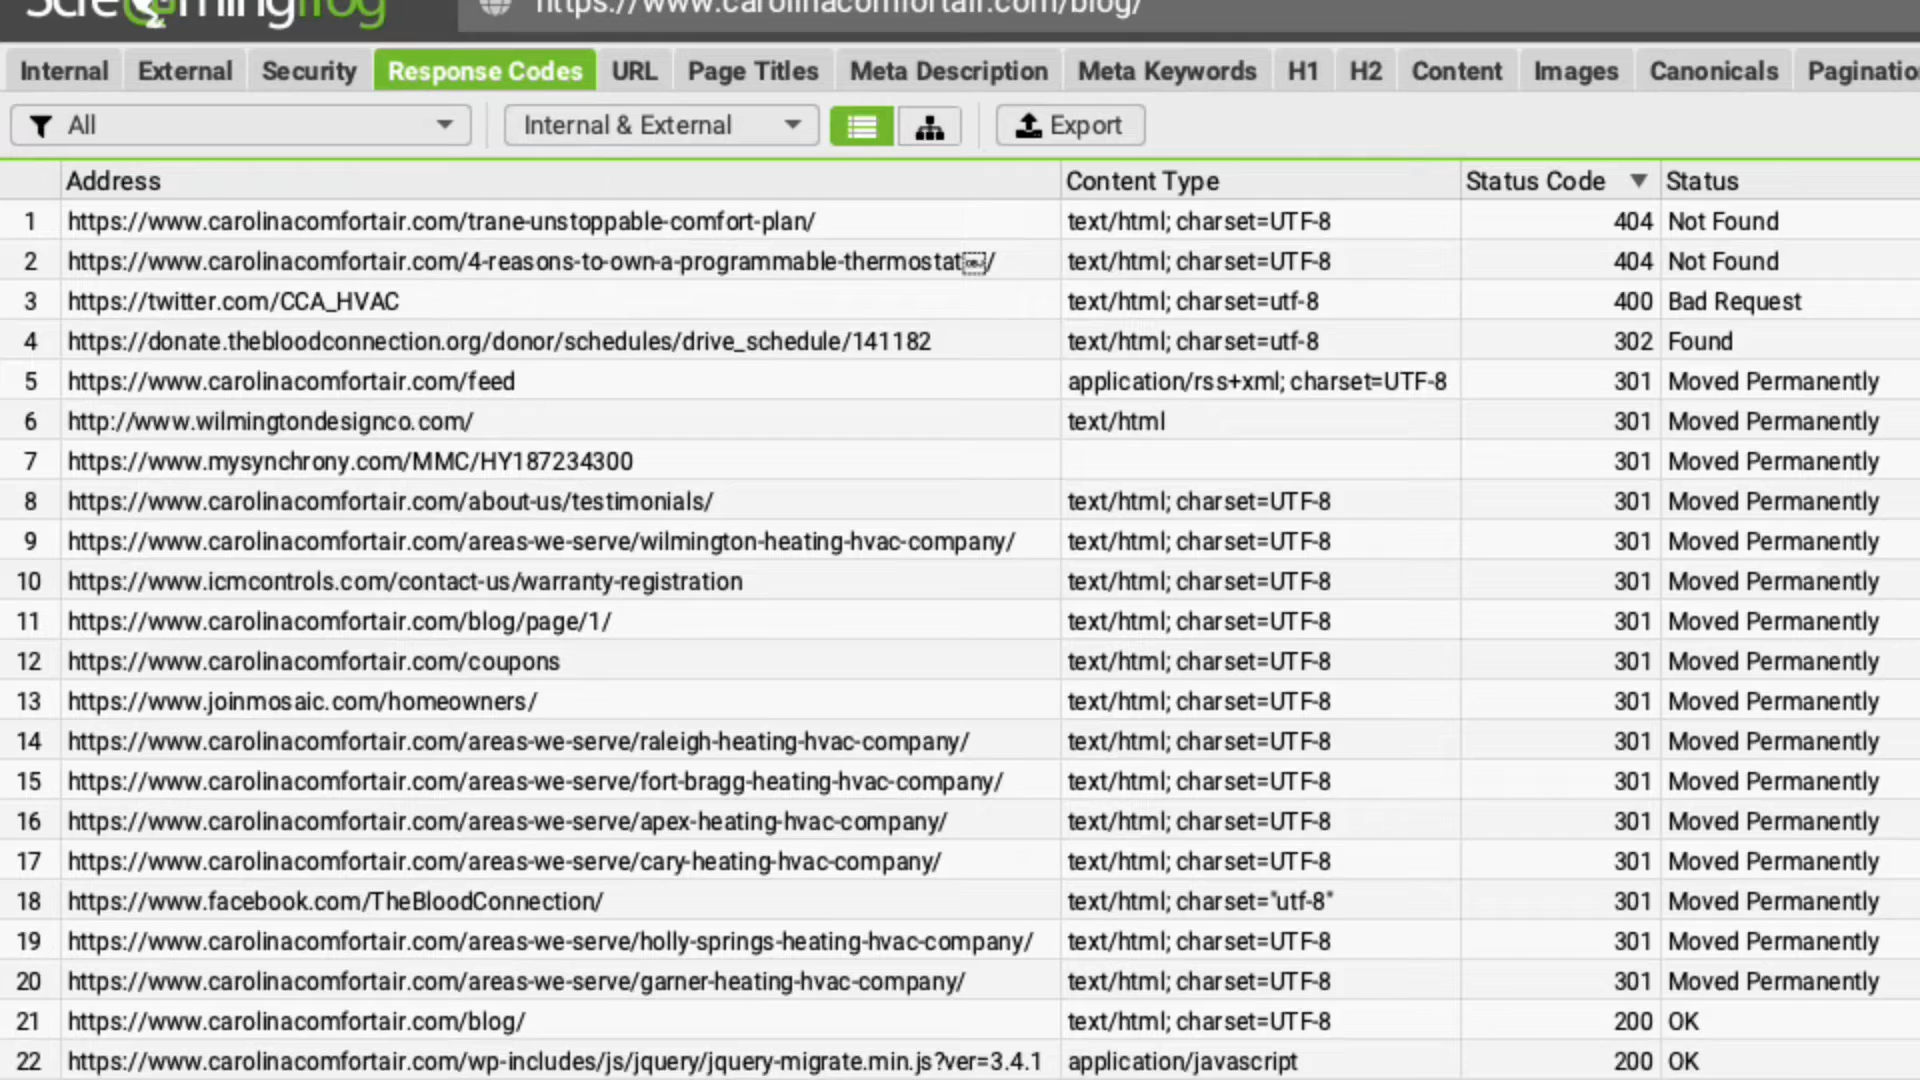 Screamingfrog https://www.carolinacomfortair.com/blog/
Internal External Security Response Codes URL Page Titles Meta Description Meta Keywords H1 H2 Content Images Canonicals Paginatio
All Internal & External Export
Address Content Type Status Code Status
1 https://www.carolinacomfortair.com/trane-unstoppable-comfort-plan/ text/html; charset=UTF-8 404 Not Found
2 https://www.carolinacomfortair.com/4-reasons-to-own-a-programmable-thermostat￼/ text/html; charset=UTF-8 404 Not Found
3 https://twitter.com/CCA_HVAC text/html; charset=utf-8 400 Bad Request
4 https://donate.thebloodconnection.org/donor/schedules/drive_schedule/141182 text/html; charset=utf-8 302 Found
5 https://www.carolinacomfortair.com/feed application/rss+xml; charset=UTF-8 301 Moved Permanently
6 http://www.wilmingtondesignco.com/ text/html 301 Moved Permanently
7 https://www.mysynchrony.com/MMC/HY187234300 301 Moved Permanently
8 https://www.carolinacomfortair.com/about-us/testimonials/ text/html; charset=UTF-8 301 Moved Permanently
9 https://www.carolinacomfortair.com/areas-we-serve/wilmington-heating-hvac-company/ text/html; charset=UTF-8 301 Moved Permanently
10 https://www.icmcontrols.com/contact-us/warranty-registration text/html; charset=UTF-8 301 Moved Permanently
11 https://www.carolinacomfortair.com/blog/page/1/ text/html; charset=UTF-8 301 Moved Permanently
12 https://www.carolinacomfortair.com/coupons text/html; charset=UTF-8 301 Moved Permanently
13 https://www.joinmosaic.com/homeowners/ text/html; charset=UTF-8 301 Moved Permanently
14 https://www.carolinacomfortair.com/areas-we-serve/raleigh-heating-hvac-company/ text/html; charset=UTF-8 301 Moved Permanently
15 https://www.carolinacomfortair.com/areas-we-serve/fort-bragg-heating-hvac-company/ text/html; charset=UTF-8 301 Moved Permanently
16 https://www.carolinacomfortair.com/areas-we-serve/apex-heating-hvac-company/ text/html; charset=UTF-8 301 Moved Permanently
17 https://www.carolinacomfortair.com/areas-we-serve/cary-heating-hvac-company/ text/html; charset=UTF-8 301 Moved Permanently
18 https://www.facebook.com/TheBloodConnection/ text/html; charset="utf-8" 301 Moved Permanently
19 https://www.carolinacomfortair.com/areas-we-serve/holly-springs-heating-hvac-company/ text/html; charset=UTF-8 301 Moved Permanently
20 https://www.carolinacomfortair.com/areas-we-serve/garner-heating-hvac-company/ text/html; charset=UTF-8 301 Moved Permanently
21 https://www.carolinacomfortair.com/blog/ text/html; charset=UTF-8 200 OK
22 https://www.carolinacomfortair.com/wp-includes/js/jquery/jquery-migrate.min.js?ver=3.4.1 application/javascript 200 OK